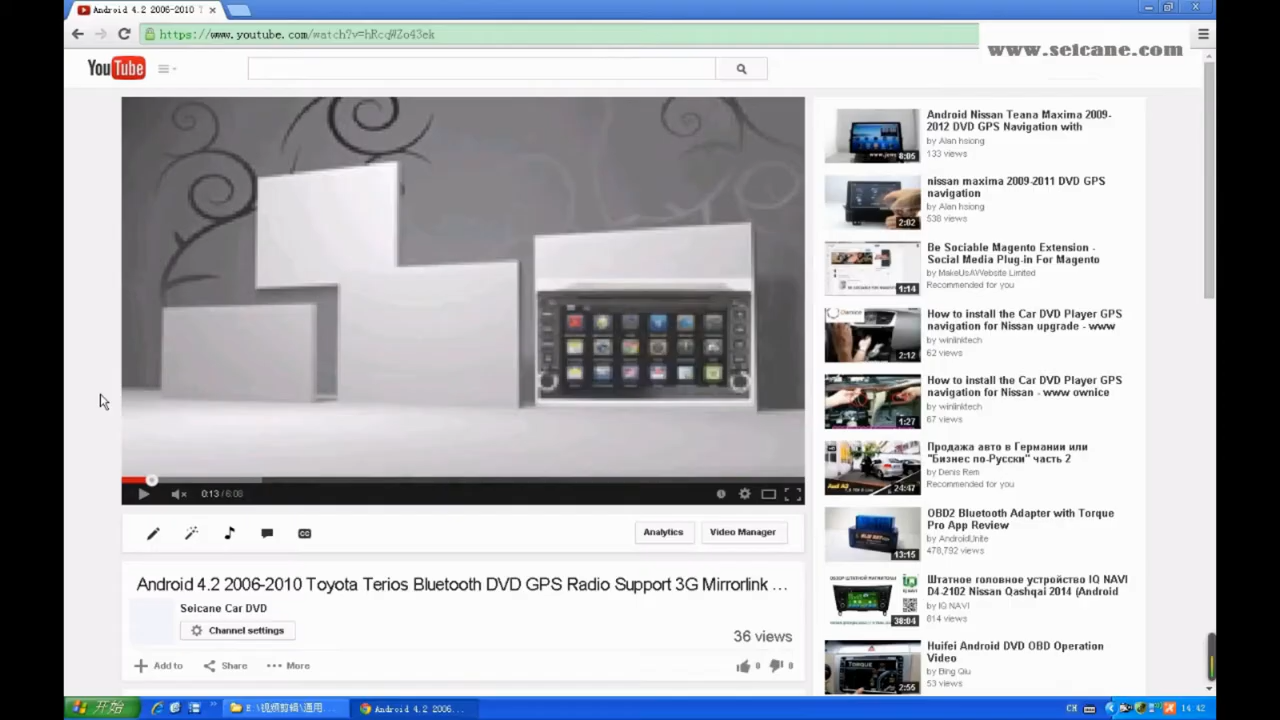 Android 4.2 2006-2010 T
https://www.youtube.com/watch?v=hRcqWZo43ek
www.seicane.com
YouTube
0:13 / 6:08
Analytics
Video Manager
Android 4.2 2006-2010 Toyota Terios Bluetooth DVD GPS Radio Support 3G Mirrorlink ...
Seicane Car DVD
Channel settings
36 views
Add to
Share
More
0
0
Android Nissan Teana Maxima 2009-
2012 DVD GPS Navigation with
by Alan hsiong
133 views
8:05
nissan maxima 2009-2011 DVD GPS
navigation
by Alan hsiong
538 views
2:02
Be Sociable Magento Extension -
Social Media Plug-in For Magento
by MakeUsAWebsite Limited
Recommended for you
1:14
How to install the Car DVD Player GPS
navigation for Nissan upgrade - www
by winlinktech
62 views
Ownice
2:12
How to install the Car DVD Player GPS
navigation for Nissan - www ownice
by winlinktech
67 views
1:27
Продажа авто в Германии или
"Бизнес по-Русски" часть 2
by Denis Rem
Recommended for you
24:47
OBD2 Bluetooth Adapter with Torque
Pro App Review
by AndroidUnite
478,792 views
13:15
Штатное головное устройство IQ NAVI
D4-2102 Nissan Qashqai 2014 (Android
by IQ NAVI
814 views
38:04
Huifei Android DVD OBD Operation
Video
by Bing Qiu
53 views
Torque
2:55
开始
E:\视频剪辑\通用...
Android 4.2 2006...
CH
14:42